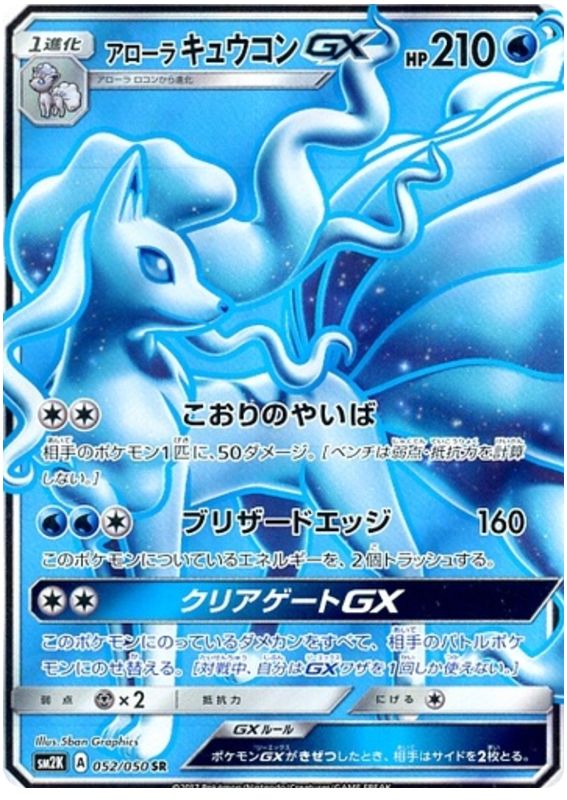 1進化 アローラ キュウコンGX HP210
アローラ ロコンから進化
こおりのやいば
相手のポケモン1匹に、50ダメージ。[ベンチは弱点・抵抗力を計算
しない。]
ブリザードエッジ 160
このポケモンについているエネルギーを、2個トラッシュする。
クリアゲートGX
このポケモンにのっているダメカンをすべて、相手のバトルポケ
モンにのせ替える。[対戦中、自分はGXワザを1回しか使えない。]
弱点 ×2 抵抗力 にげる
Illus. 5ban Graphics
GXルール
SM2K A 052/050 SR
ポケモンGXがきぜつしたとき、相手はサイドを2枚とる。
©2017 Pokémon/Nintendo/Creatures/GAME FREAK